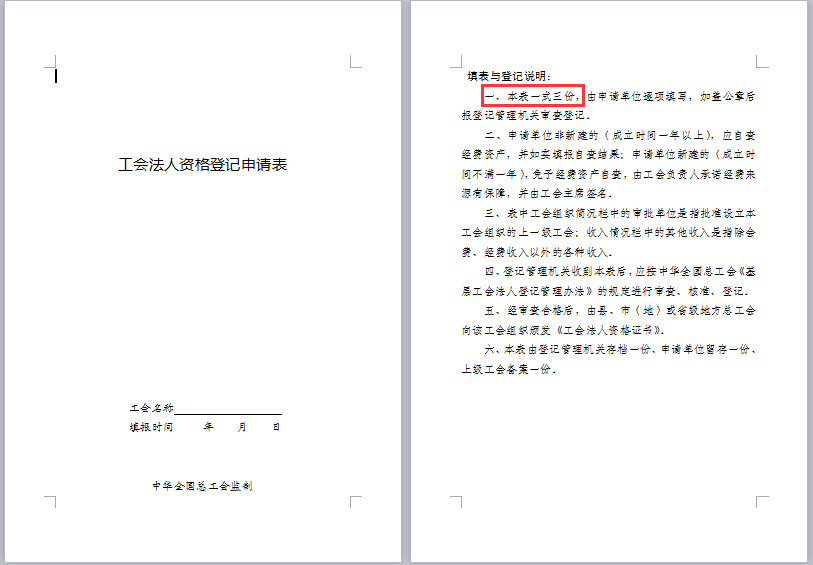 工会法人资格登记申请表
工会名称
填报时间 年 月 日
中华全国总工会监制
填表与登记说明：
一、本表一式三份，由申请单位逐项填写，加盖公章后
报登记管理机关审查登记．
二、申请单位非新建的（成立时间一年以上），应自查
经费资产，并如实填报自查结果；申请单位新建的（成立时
间不满一年），免予经费资产自查，由工会负责人承诺经费来
源有保障，并由工会主席签名．
三、表中工会组织简况栏中的审批单位是指批准设立本
工会组织的上一级工会；收入情况栏中的其他收入是指除会
费、经费收入以外的各种收入．
四、登记管理机关收到本表后，应按中华全国总工会《基
层工会法人登记管理办法》的规定进行审查、核准、登记．
五、经审查合格后，由县、市（地）或省级地方总工会
向该工会组织颁发《工会法人资格证书》．
六、本表由登记管理机关存档一份、申请单位留存一份、
上级工会备案一份．